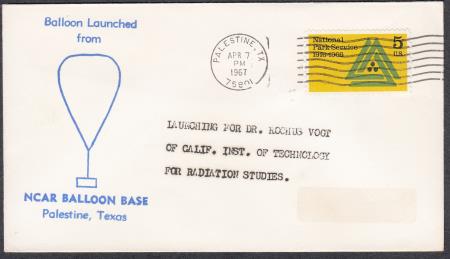 Balloon Launched
from
NCAR BALLOON BASE
Palestine, Texas
PALESTINE, TX
APR 7
PM
1967
75801
National
Park Service
1916-1966
5
U.S.
LAUNCHING FOR DR. ROCHUS VOGT
OF CALIF. INST. OF TECHNOLOGY
FOR RADIATION STUDIES.